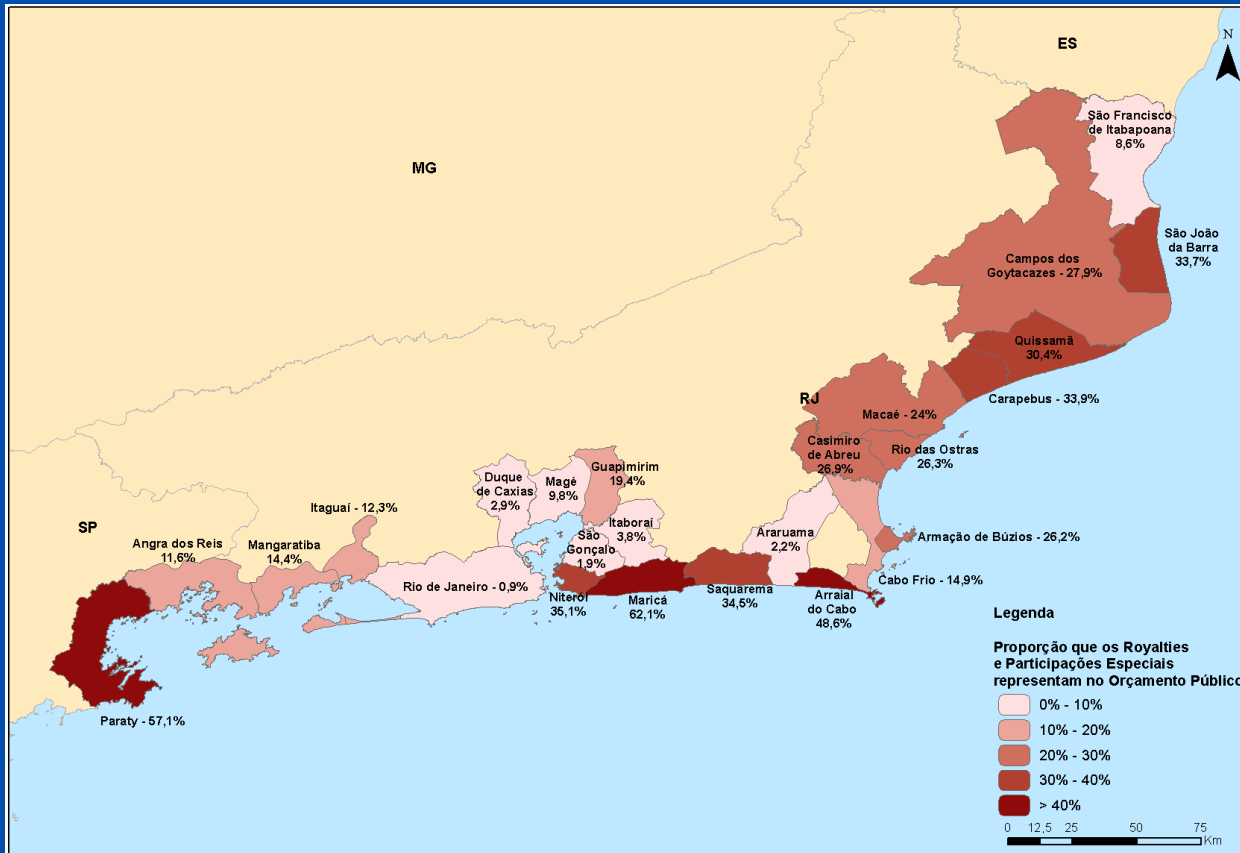 ES
N
São Francisco
de Itabapoana
8,6%
MG
São João
da Barra
33,7%
Campos dos
Goytacazes - 27,9%
Quissamã
30,4%
Carapebus - 33,9%
RJ
Macaé - 24%
Casimiro
de Abreu
26,9%
Rio das Ostras
26,3%
Guapimirim
19,4%
Duque
de Caxias
2,9%
Magé
9,8%
Itaboraí
3,8%
São
Gonçalo
1,9%
Araruama
2,2%
Armação de Búzios - 26,2%
Itaguaí - 12,3%
SP
Angra dos Reis
11,6%
Mangaratiba
14,4%
Rio de Janeiro - 0,9%
Niterói
35,1%
Maricá
62,1%
Saquarema
34,5%
Arraial
do Cabo
48,6%
Cabo Frio - 14,9%
Paraty - 57,1%
Legenda
Proporção que os Royalties
e Participações Especiais
representam no Orçamento Público
0% - 10%
10% - 20%
20% - 30%
30% - 40%
> 40%
0 12,5 25 50 75
Km